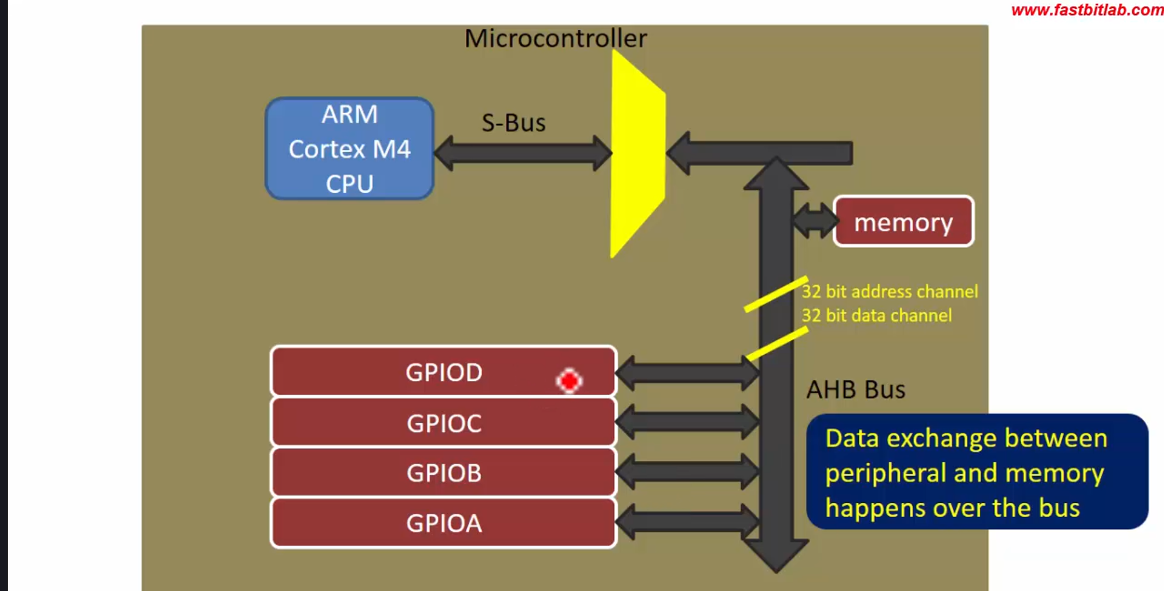 www.fastbitlab.com
Microcontroller
ARM
Cortex M4
CPU
S-Bus
memory
32 bit address channel
32 bit data channel
GPIOD
GPIOC
GPIOB
GPIOA
AHB Bus
Data exchange between
peripheral and memory
happens over the bus